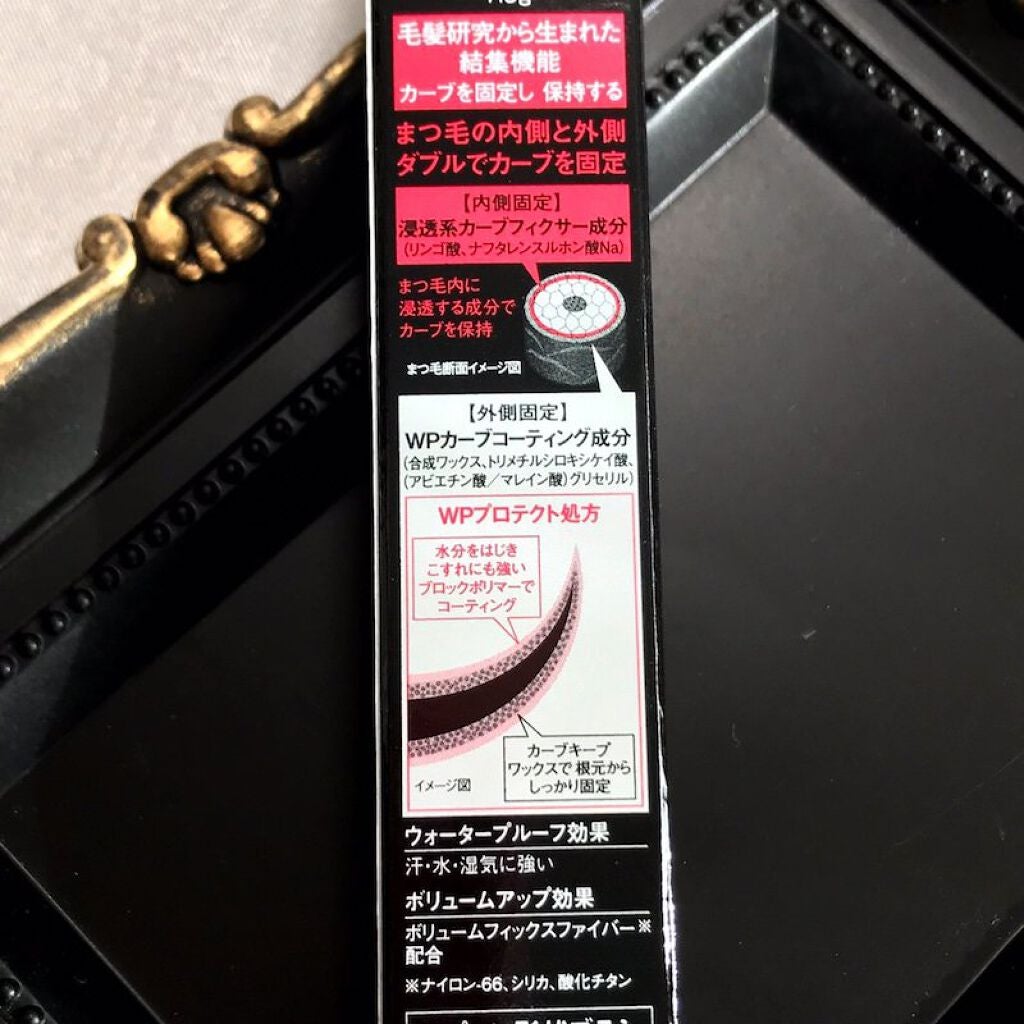 毛髪研究から生まれた
結集機能
カーブを固定し 保持する
まつ毛の内側と外側
ダブルでカーブを固定
【内側固定】
浸透系カーブフィクサー成分
(リンゴ酸、ナフタレンスルホン酸Na)
まつ毛内に
浸透する成分で
カーブを保持
まつ毛断面イメージ図
【外側固定】
WPカーブコーティング成分
(合成ワックス、トリメチルシロキシケイ酸、
(アビエチン酸／マレイン酸)グリセリル)
WPプロテクト処方
水分をはじき
こすれにも強い
ブロックポリマーで
コーティング
カーブキープ
ワックスで 根元から
しっかり固定
イメージ図
ウォータープルーフ効果
汗・水・湿気に強い
ボリュームアップ効果
ボリュームフィックスファイバー※
配合
※ナイロン-66、シリカ、酸化チタン